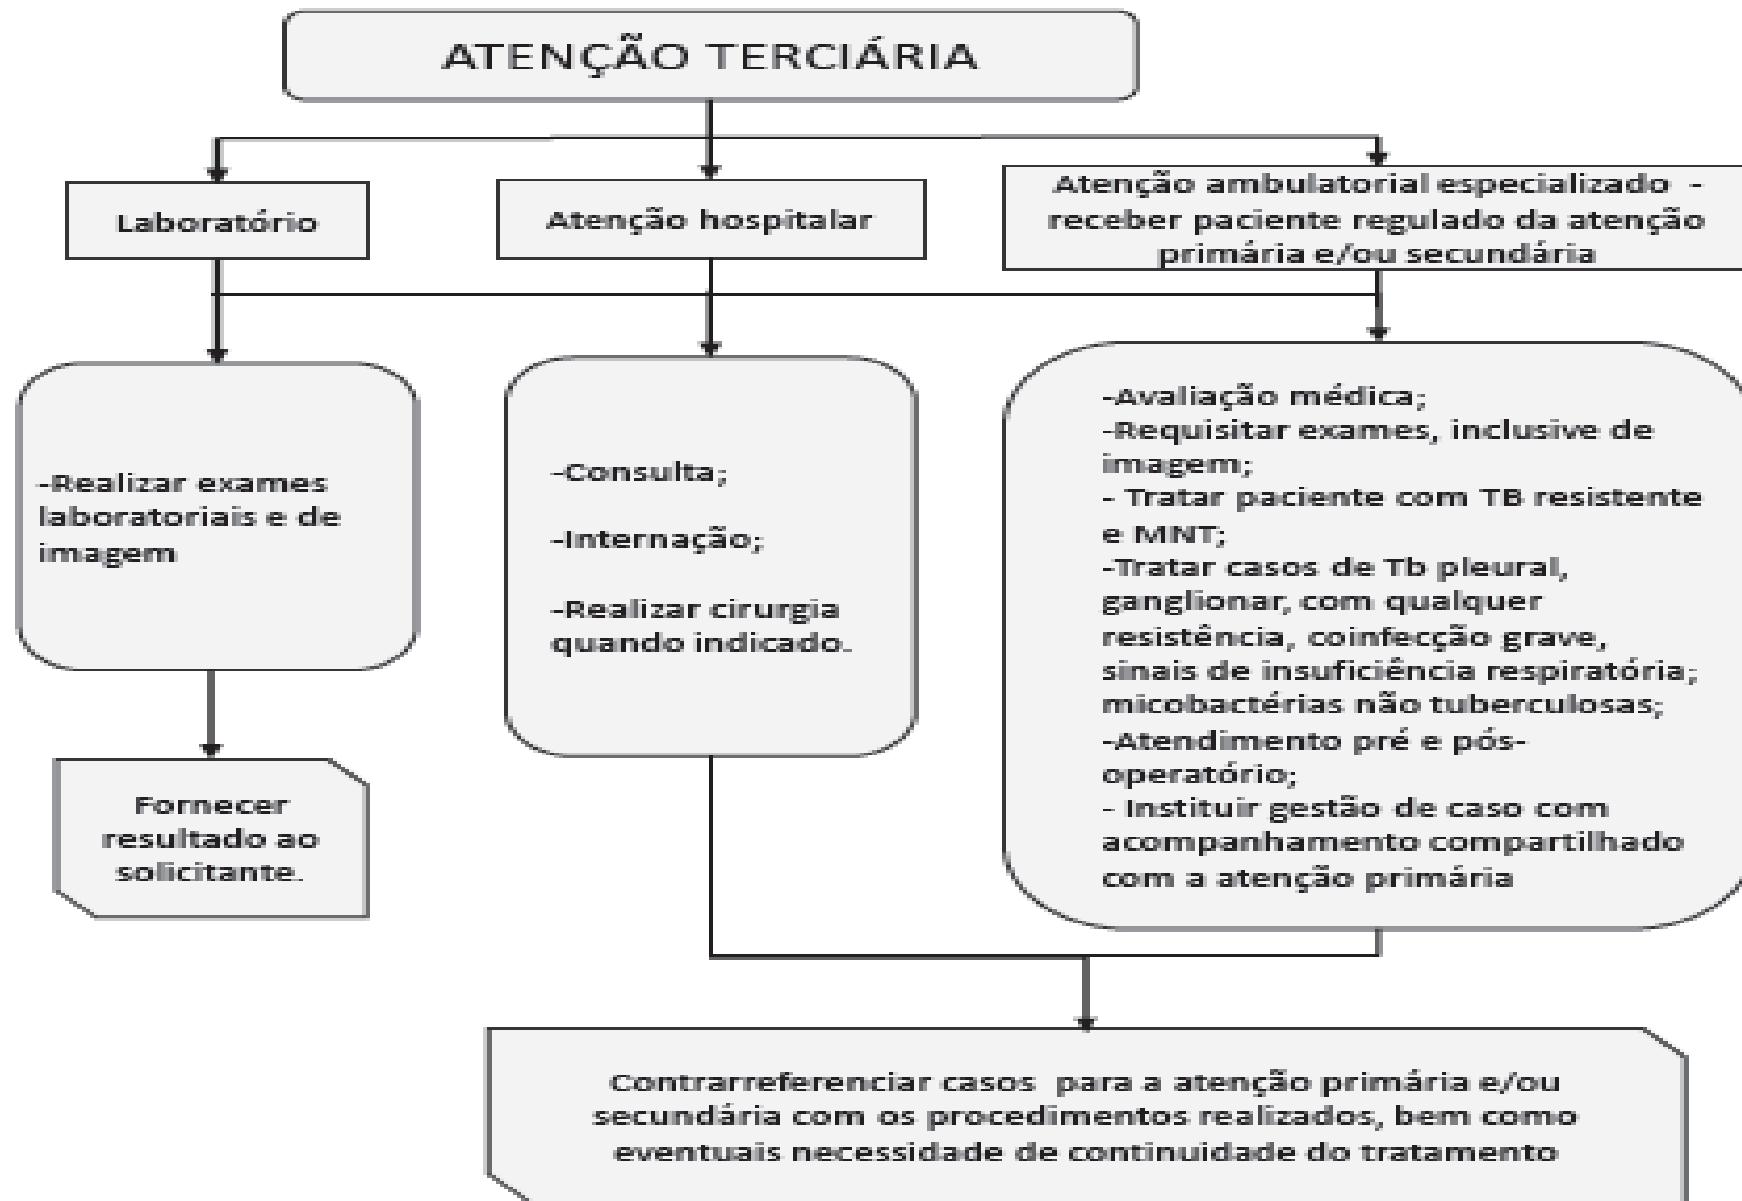 ATENÇÃO TERCIÁRIA
Laboratório
Atenção hospitalar
Atenção ambulatorial especializado -
receber paciente regulado da atenção
primária e/ou secundária
-Realizar exames
laboratoriais e de
imagem
-Consulta;
-Internação;
-Realizar cirurgia
quando indicado.
-Avaliação médica;
-Requisitar exames, inclusive de
imagem;
- Tratar paciente com TB resistente
e MNT;
-Tratar casos de Tb pleural,
ganglionar, com qualquer
resistência, coinfecção grave,
sinais de insuficiência respiratória;
micobactérias não tuberculosas;
-Atendimento pré e pós-
operatório;
- Instituir gestão de caso com
acompanhamento compartilhado
com a atenção primária
Fornecer
resultado ao
solicitante.
Contrarreferenciar casos para a atenção primária e/ou
secundária com os procedimentos realizados, bem como
eventuais necessidade de continuidade do tratamento